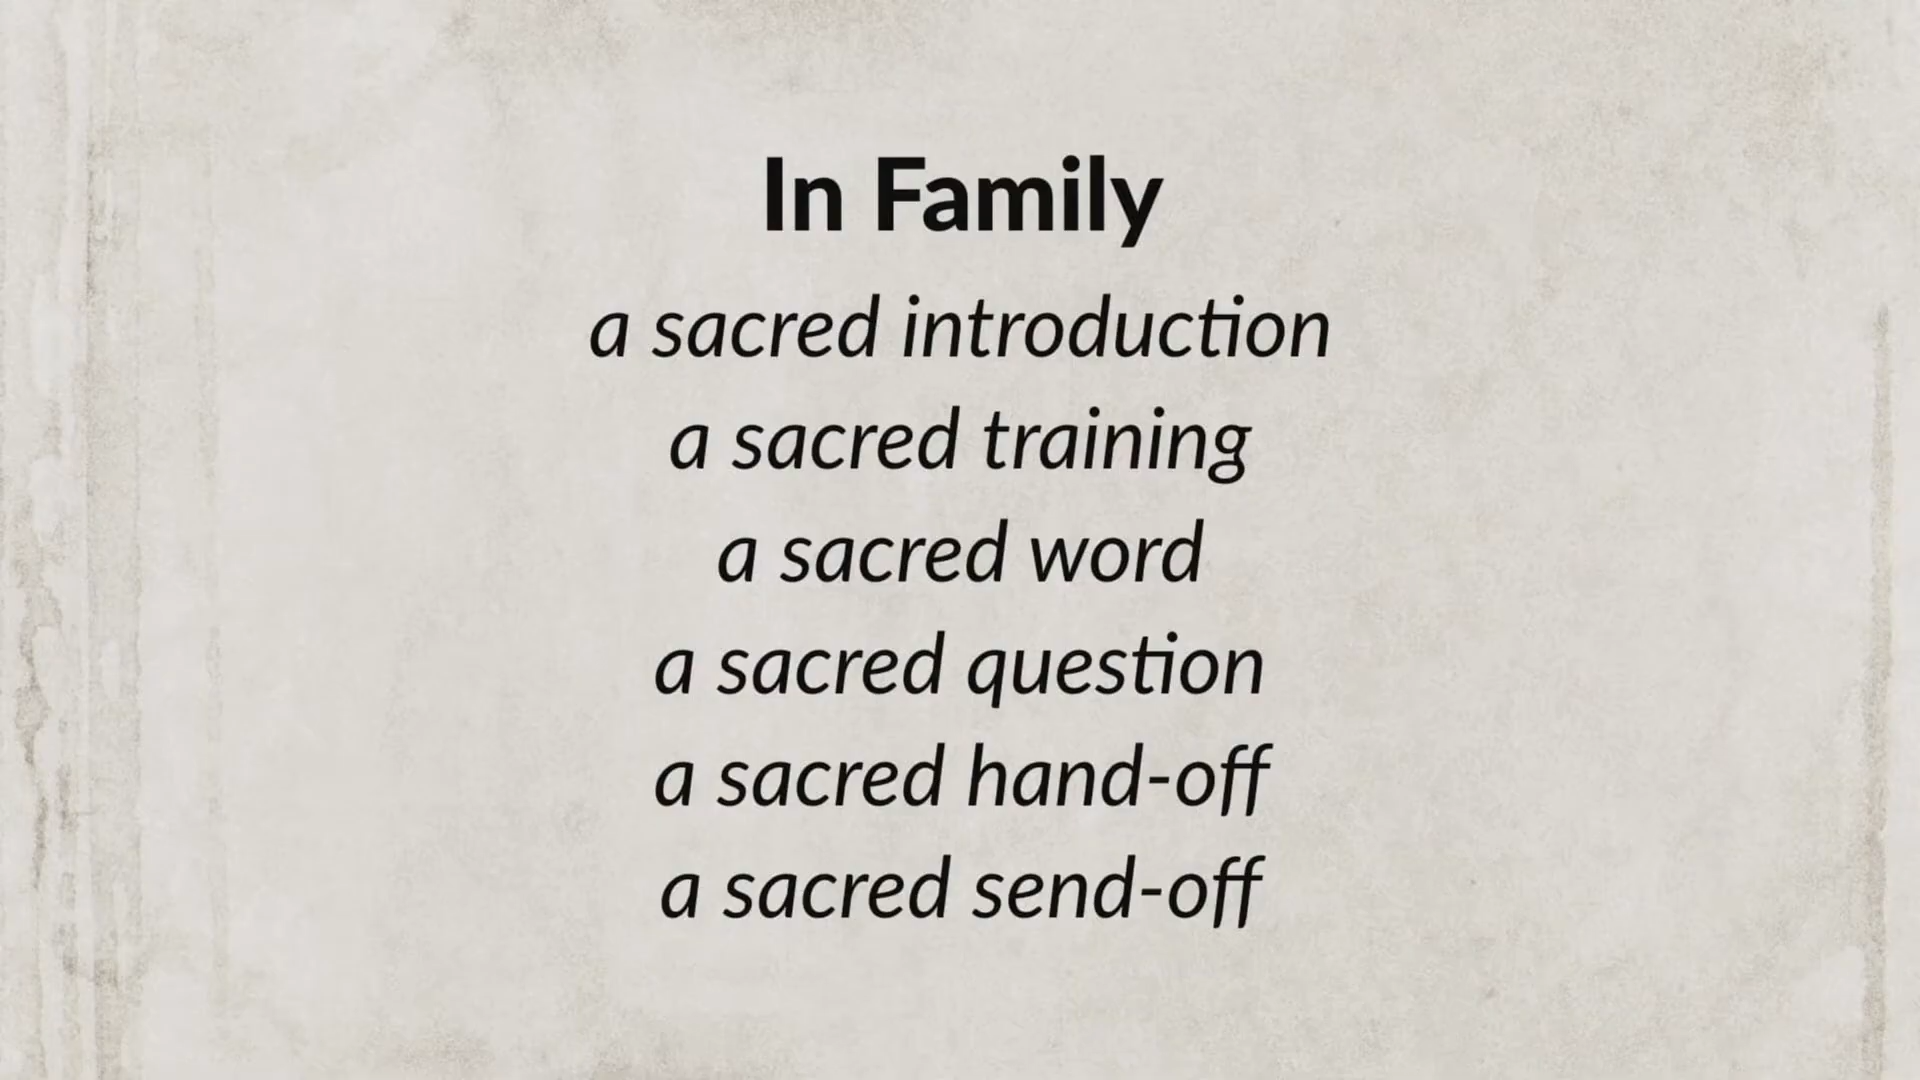 In Family
a sacred introduction
a sacred training
a sacred word
a sacred question
a sacred hand-off
a sacred send-off